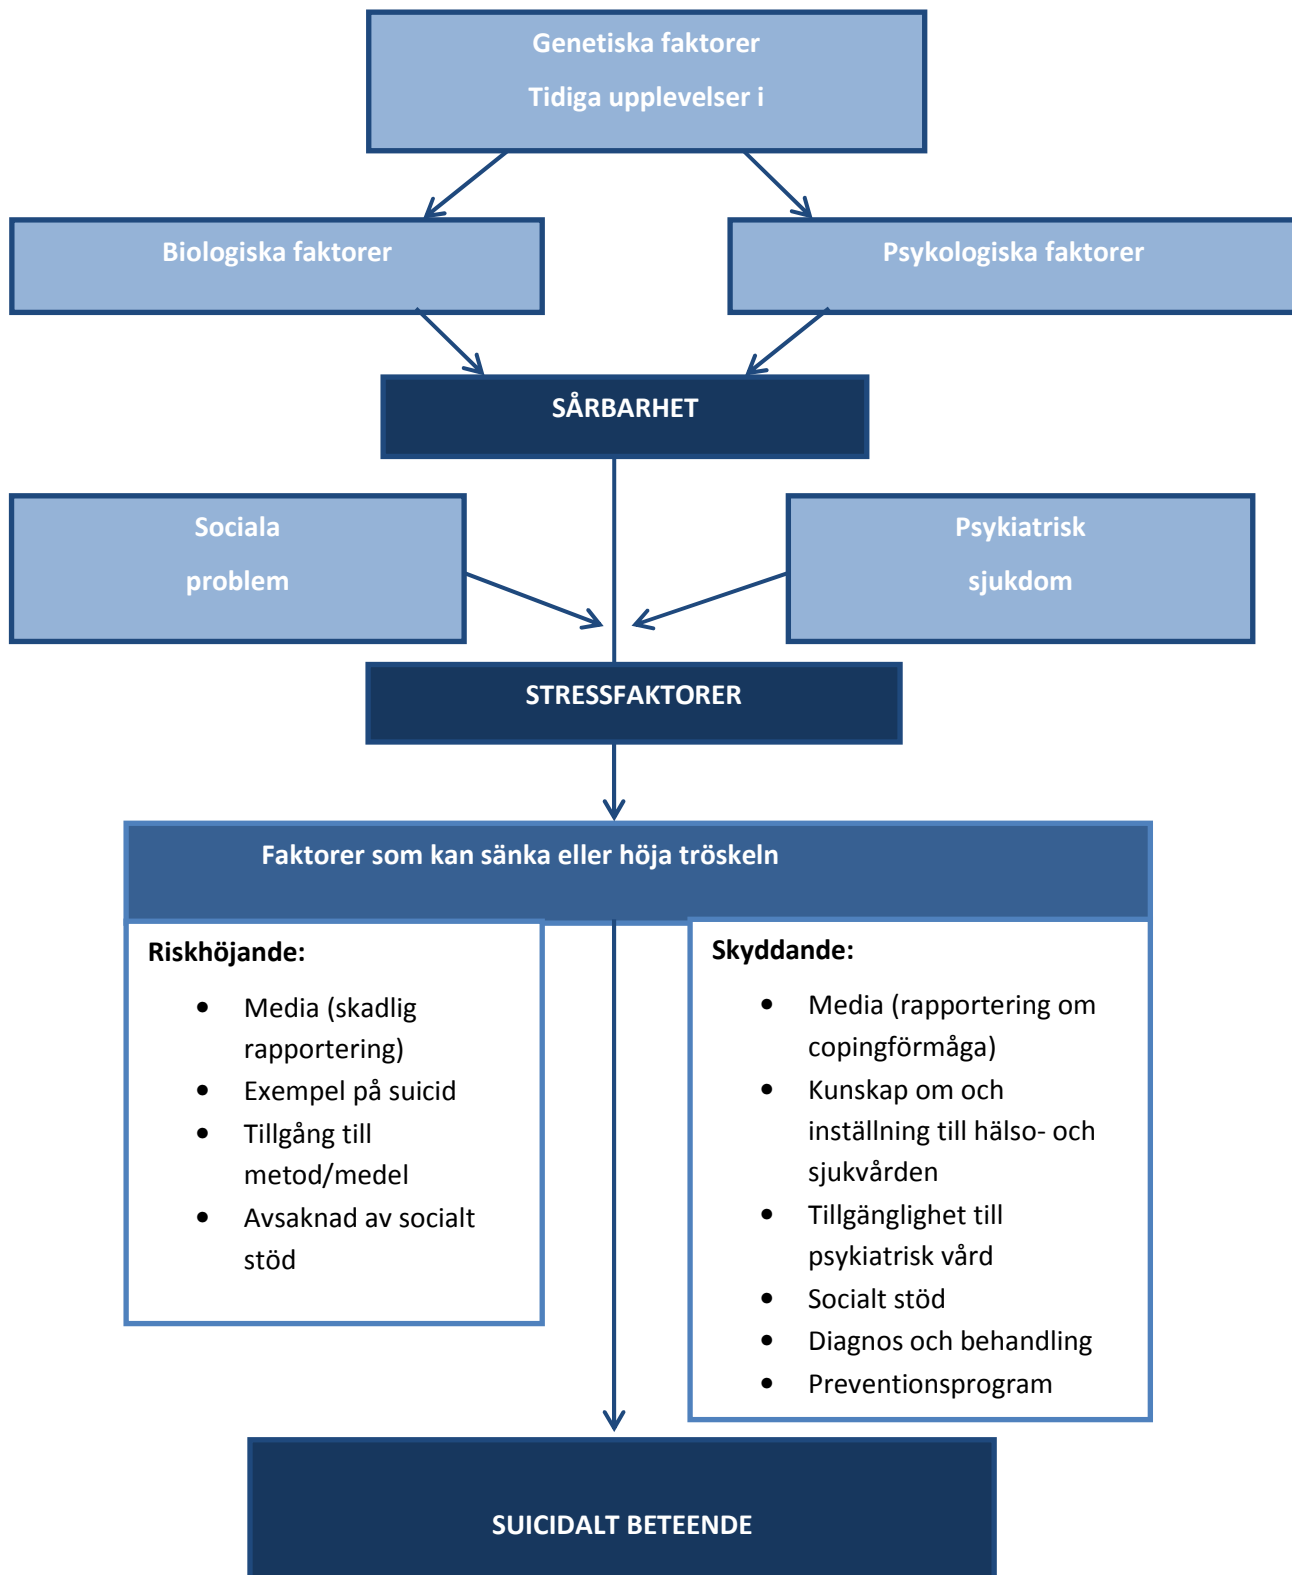 Genetiska faktorer
Tidiga upplevelser i
Biologiska faktorer
Psykologiska faktorer
SÅRBARHET
Sociala
problem
Psykiatrisk
sjukdom
STRESSFAKTORER
Faktorer som kan sänka eller höja tröskeln
Riskhöjande:
• Media (skadlig
rapportering)
• Exempel på suicid
• Tillgång till
metod/medel
• Avsaknad av socialt
stöd
Skyddande:
• Media (rapportering om
copingförmåga)
• Kunskap om och
inställning till hälso- och
sjukvården
• Tillgänglighet till
psykiatrisk vård
• Socialt stöd
• Diagnos och behandling
• Preventionsprogram
SUICIDALT BETEENDE